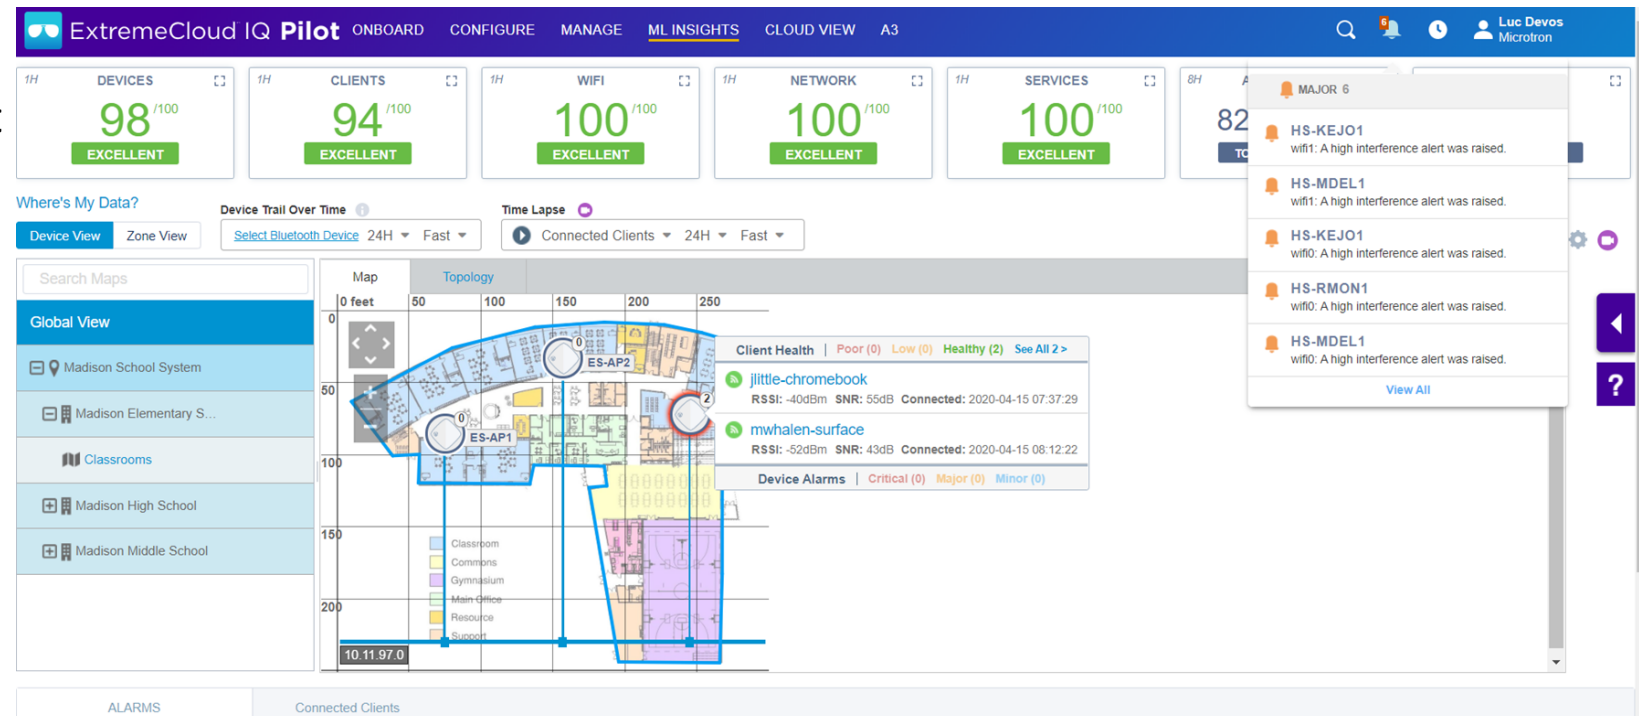 ExtremeCloud IQ Pilot ONBOARD CONFIGURE MANAGE ML INSIGHTS CLOUD VIEW A3
6
Luc Devos
Microtron
1H DEVICES
98 /100
EXCELLENT
1H CLIENTS
94 /100
EXCELLENT
1H WIFI
100 /100
EXCELLENT
1H NETWORK
100 /100
EXCELLENT
1H SERVICES
100 /100
EXCELLENT
8H
82
MAJOR 6
HS-KEJO1
wifi1: A high interference alert was raised.
HS-MDEL1
wifi1: A high interference alert was raised.
HS-KEJO1
wifi0: A high interference alert was raised.
HS-RMON1
wifi0: A high interference alert was raised.
HS-MDEL1
wifi0: A high interference alert was raised.
View All
Where's My Data?
Device View Zone View
Device Trail Over Time
Select Bluetooth Device 24H Fast
Time Lapse
Connected Clients 24H Fast
Search Maps
Global View
Madison School System
Madison Elementary S...
Classrooms
Madison High School
Madison Middle School
Map Topology
0 feet 50 100 150 200 250
0
50
100
150
200
0
ES-AP2
0
ES-AP1
2
Client Health | Poor (0) Low (0) Healthy (2) See All 2 >
jlittle-chromebook
RSSI: -40dBm SNR: 55dB Connected: 2020-04-15 07:37:29
mwhalen-surface
RSSI: -52dBm SNR: 43dB Connected: 2020-04-15 08:12:22
Device Alarms | Critical (0) Major (0) Minor (0)
Classroom
Commons
Gymnasium
Main Office
Resource
Support
10.11.97.0
?
ALARMS Connected Clients